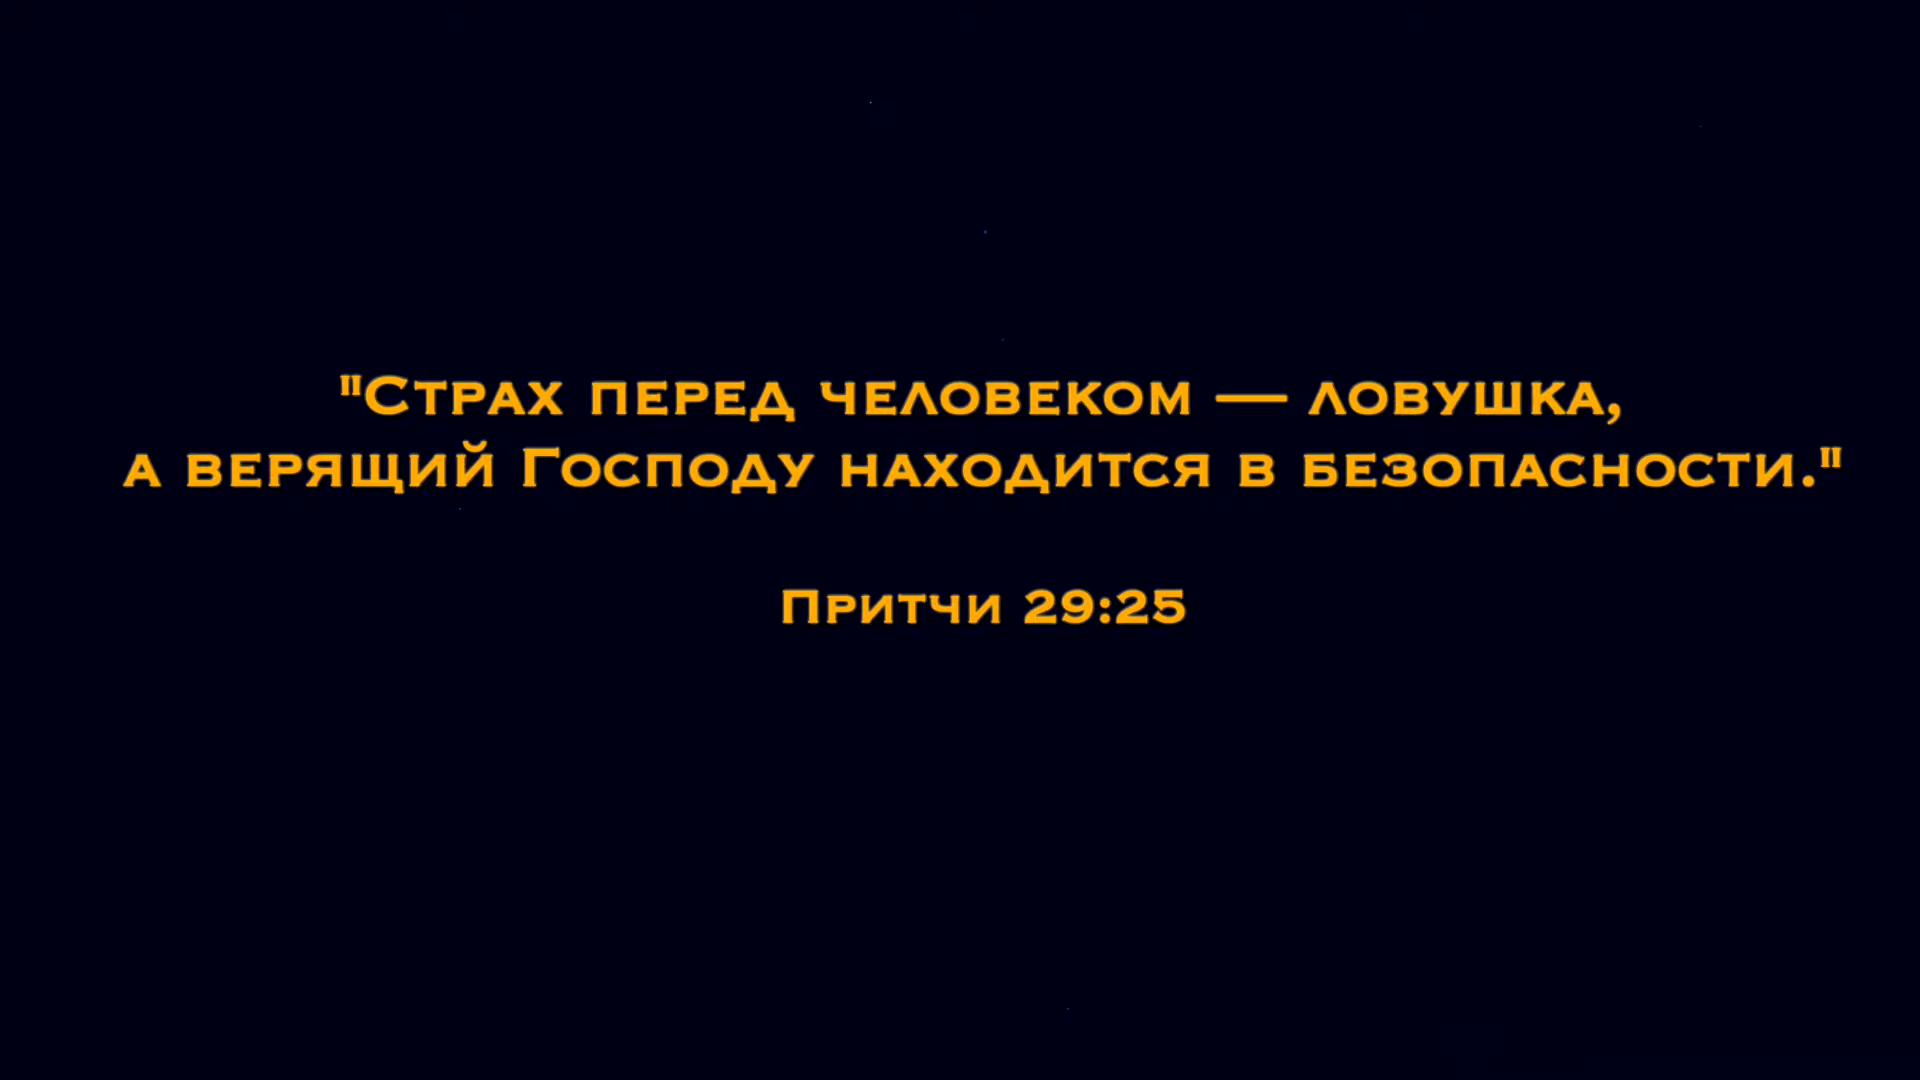 "Страх перед человеком — ловушка,
а верящий Господу находится в безопасности."
Притчи 29:25